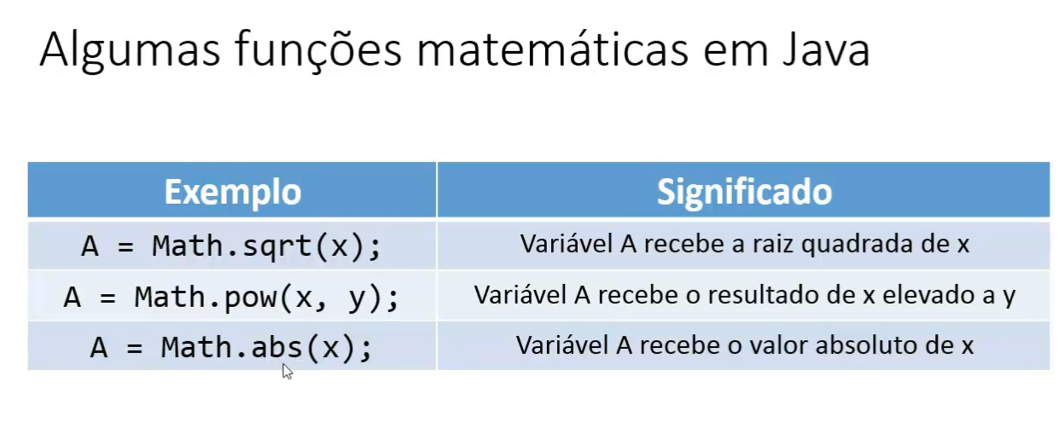 Algumas funções matemáticas em Java
Exemplo Significado
A = Math.sqrt(x); Variável A recebe a raiz quadrada de x
A = Math.pow(x, y); Variável A recebe o resultado de x elevado a y
A = Math.abs(x); Variável A recebe o valor absoluto de x